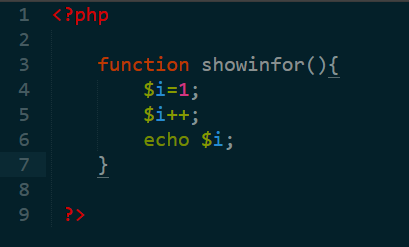 1 <?php
2
3 function showinfor(){
4 $i=1;
5 $i++;
6 echo $i;
7 }
8
9 ?>